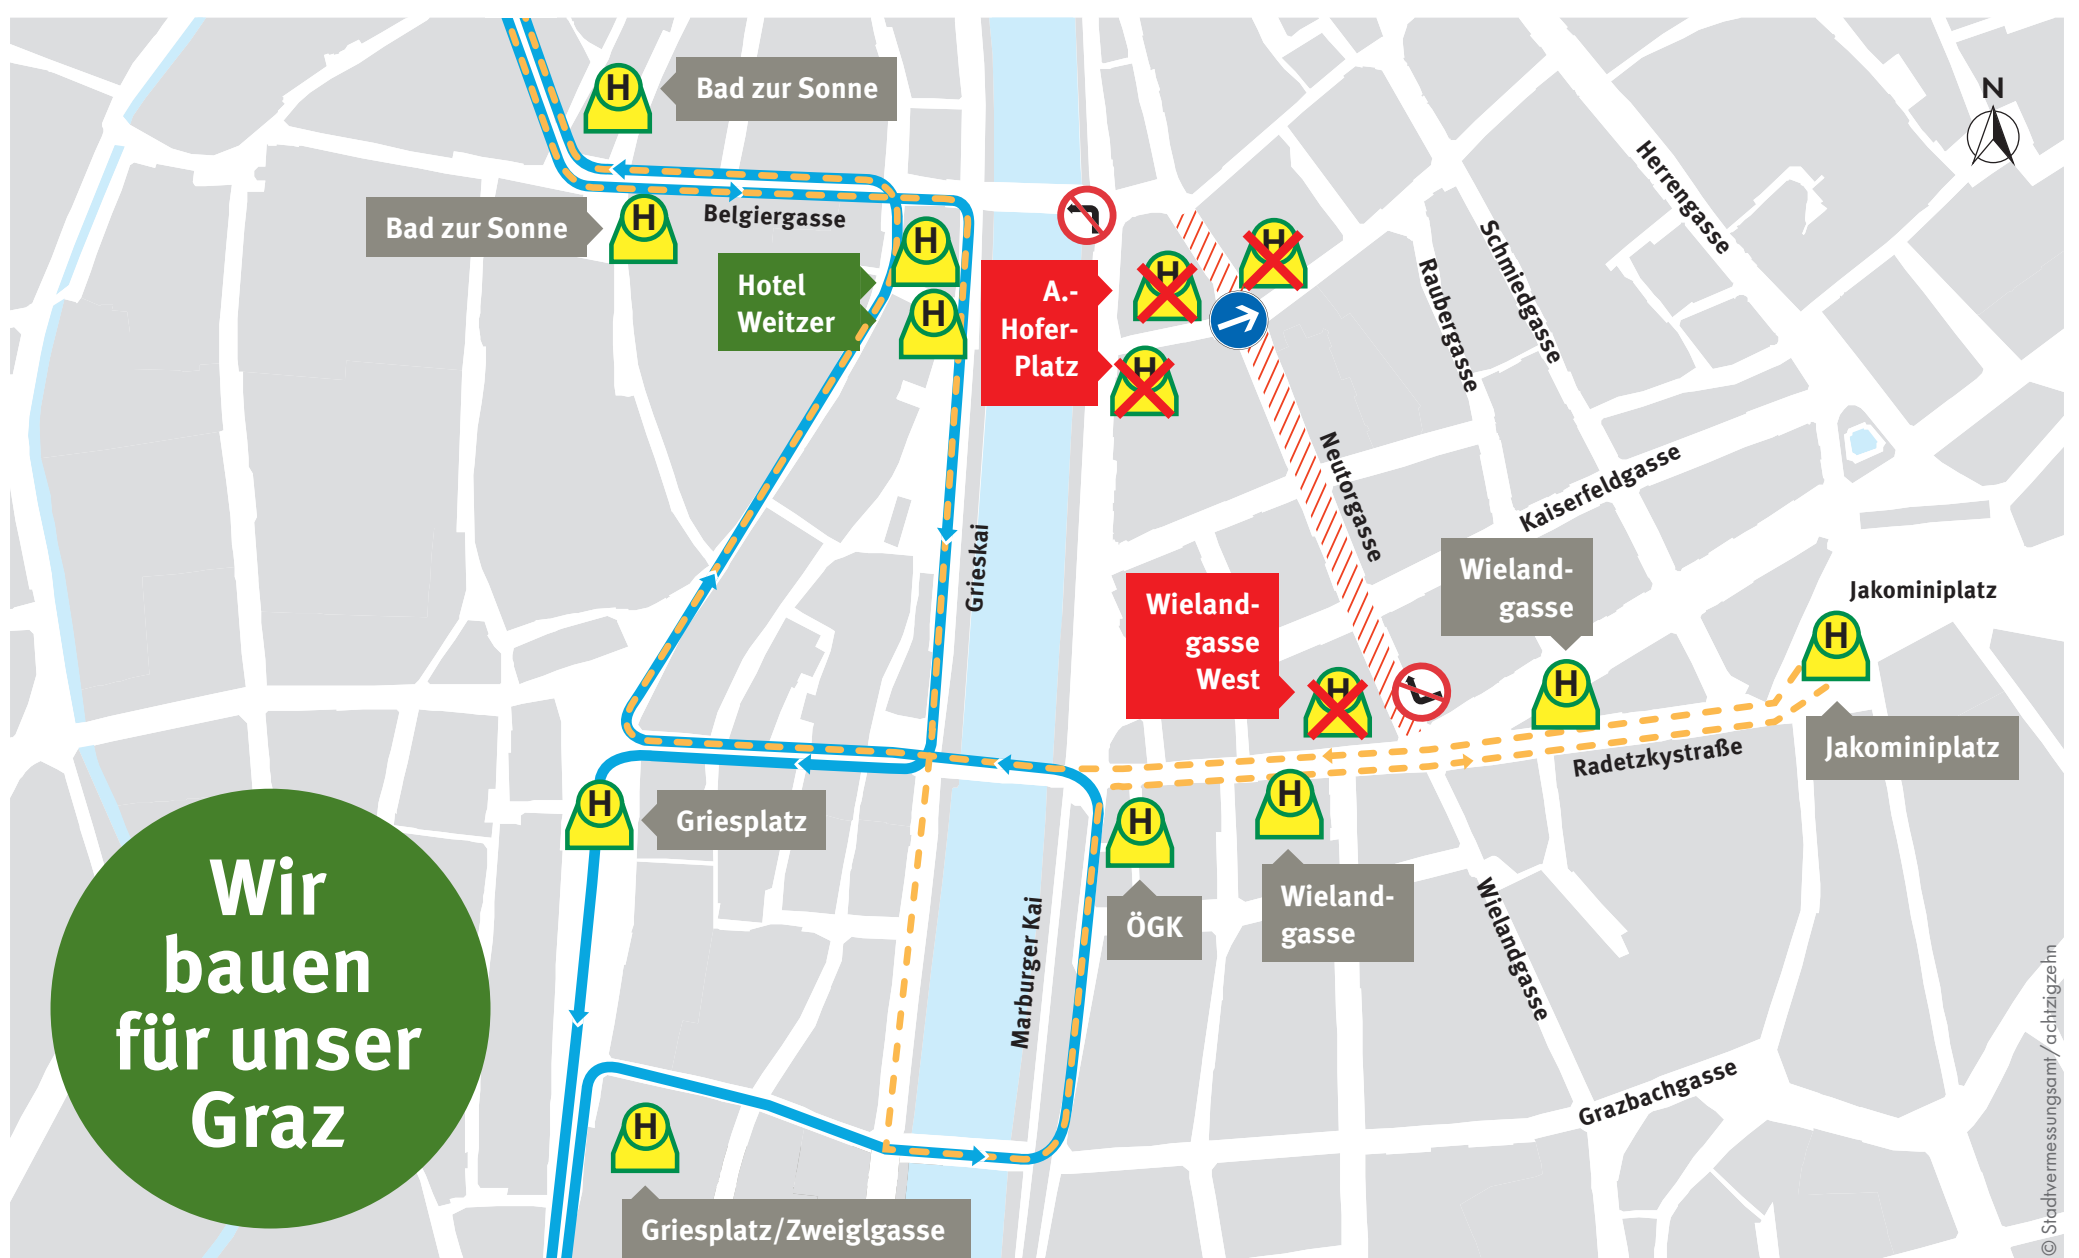 Bad zur Sonne
H
N
Bad zur Sonne
H
Belgiergasse
Herrengasse
Schmiedgasse
Raubergasse
Hotel
Weitzer
H
H
A.-
Hofer-
Platz
H
H
H
Neutorgasse
Kaiserfeldgasse
Grieskai
Wieland-
gasse
West
H
Wieland-
gasse
H
Jakominiplatz
H
Jakominiplatz
Radetzkystraße
H
Griesplatz
H
ÖGK
H
Wieland-
gasse
Wielandgasse
Marburger Kai
Grazbachgasse
Wir
bauen
für unser
Graz
H
Griesplatz/Zweiglgasse
© Stadtvermessungsamt/achtzigzehn